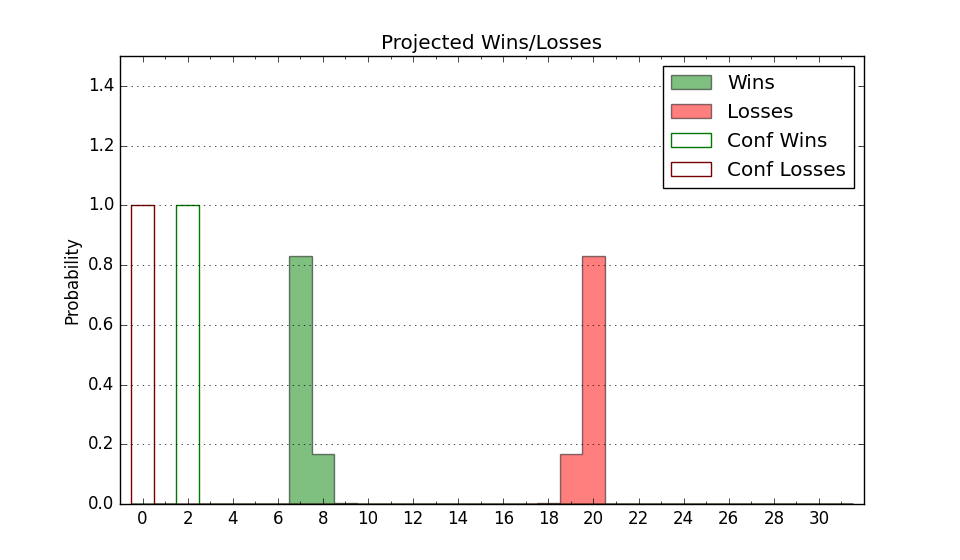 Projected Wins/Losses
Wins
Losses
Conf Wins
Conf Losses
Probability
1.4
1.2
1.0
0.8
0.6
0.4
0.2
0.0
0 2 4 6 8 10 12 14 16 18 20 22 24 26 28 30